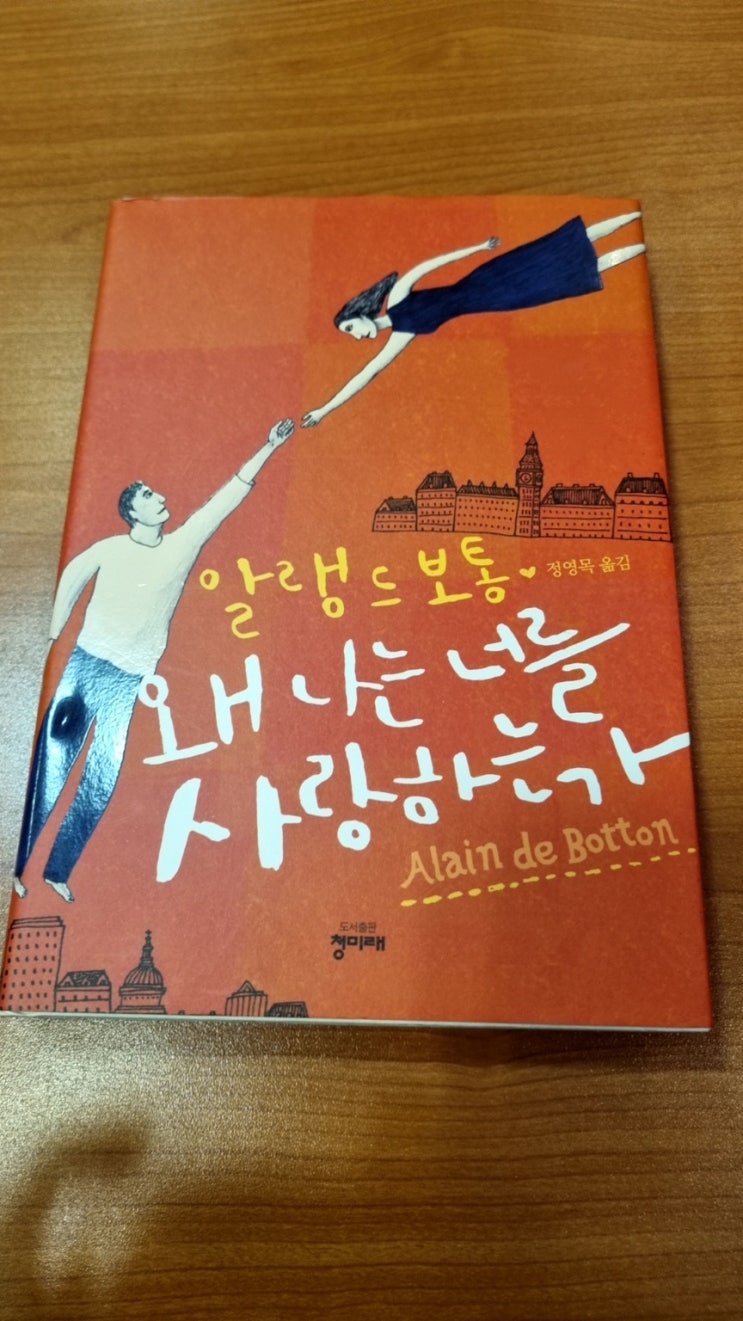 알랭 드 보통♥ 정영목 옮김
왜 나는 너를
사랑하는가
Alain de Botton
도서출판
청미래